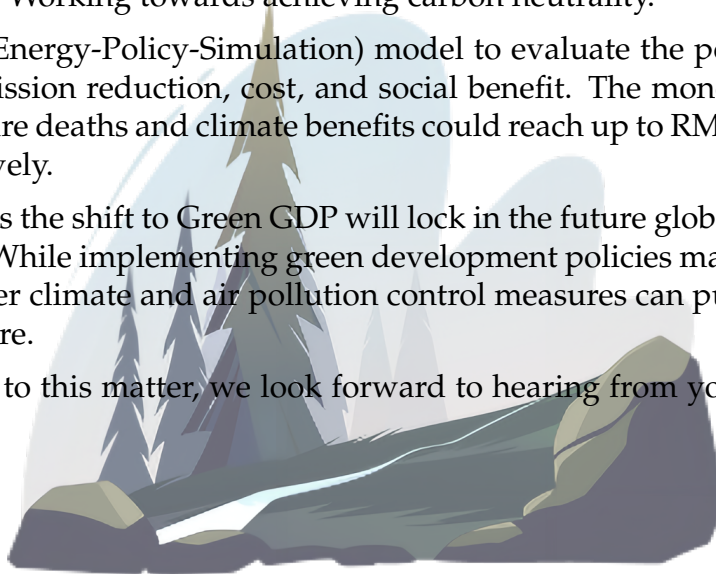 Working towards achieving carbon neutrality.
Energy-Policy-Simulation) model to evaluate the
ission reduction, cost, and social benefit. The
re deaths and climate benefits could reach up to RM
vely.
s the shift to Green GDP will lock in the future glob
While implementing green development policies ma
er climate and air pollution control measures can pu
re.
to this matter, we look forward to hearing from yo